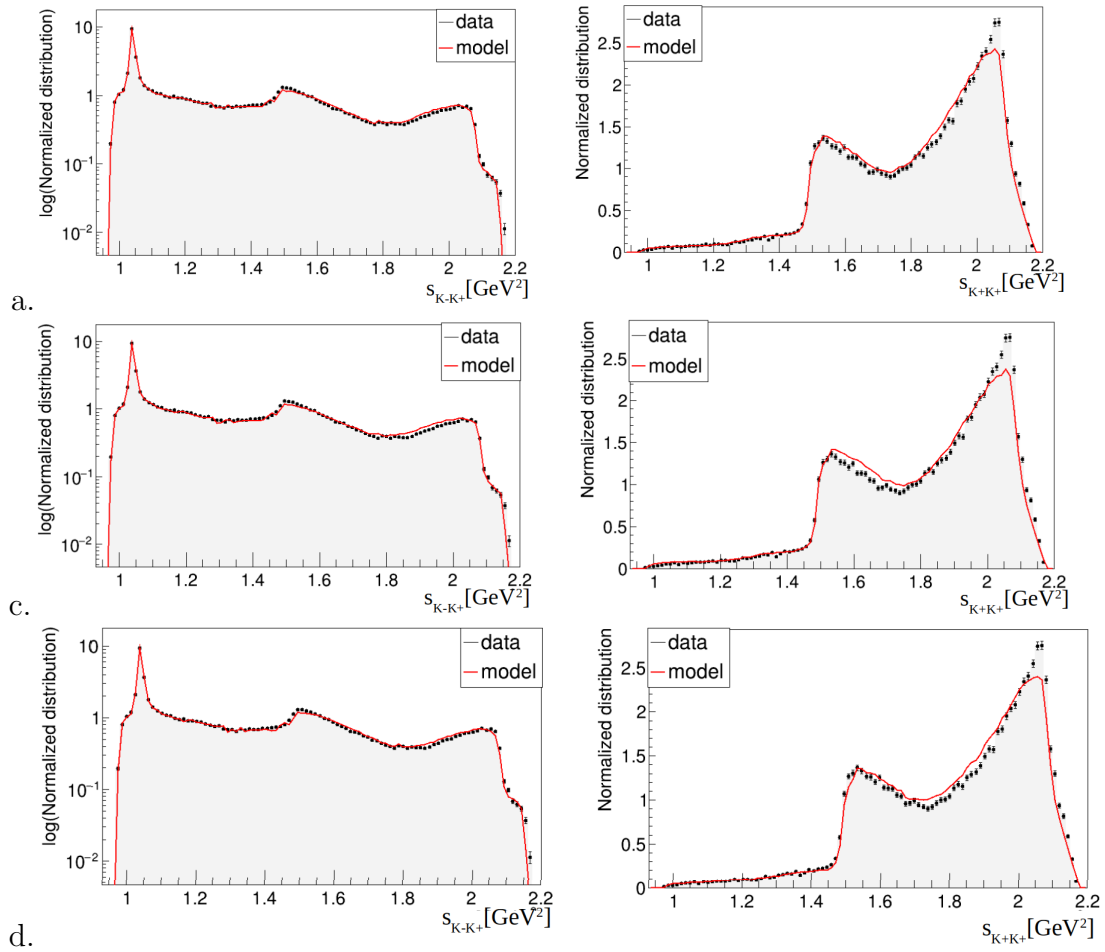 log(Normalized distribution)
10
1
10⁻¹
10⁻²
data
model
1 1.2 1.4 1.6 1.8 2 2.2
s_K-K+[GeV²]
Normalized distribution
2.5
2
1.5
1
0.5
0
data
model
1 1.2 1.4 1.6 1.8 2 2.2
s_K+K+[GeV²]
a.
log(Normalized distribution)
10
1
10⁻¹
10⁻²
data
model
1 1.2 1.4 1.6 1.8 2 2.2
s_K-K+[GeV²]
Normalized distribution
2.5
2
1.5
1
0.5
0
data
model
1 1.2 1.4 1.6 1.8 2 2.2
s_K+K+[GeV²]
c.
log(Normalized distribution)
10
1
10⁻¹
10⁻²
data
model
1 1.2 1.4 1.6 1.8 2 2.2
s_K-K+[GeV²]
Normalized distribution
2.5
2
1.5
1
0.5
0
data
model
1 1.2 1.4 1.6 1.8 2 2.2
s_K+K+[GeV²]
d.